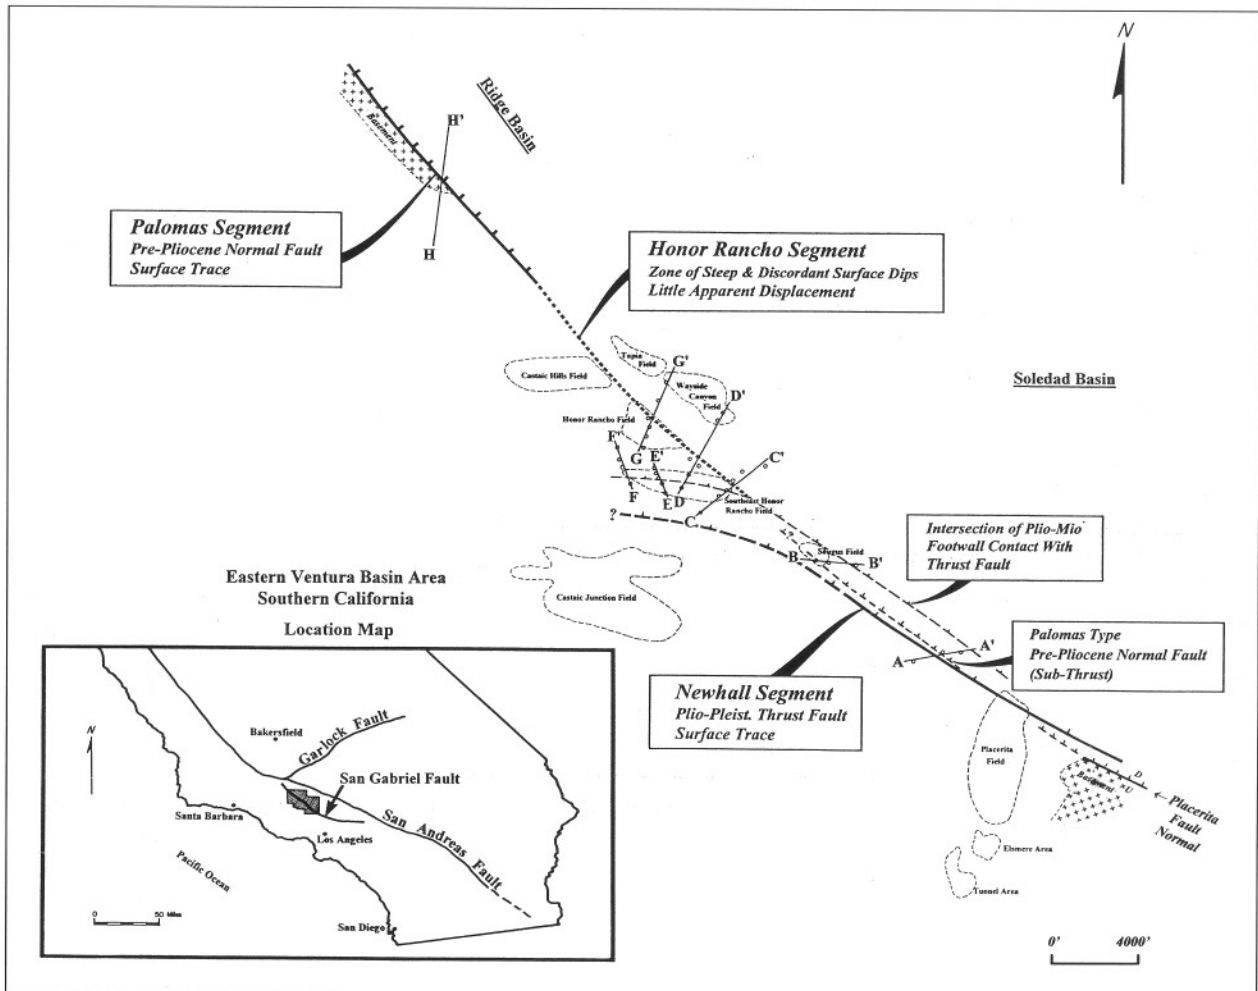 N
Ridge Basin
Basement
H'
H
Palomas Segment
Pre-Pliocene Normal Fault
Surface Trace
Honor Rancho Segment
Zone of Steep & Discordant Surface Dips
Little Apparent Displacement
Soledad Basin
Castaic Hills Field
Tapia
Field
Wayside
Canyon
Field
Honor Rancho Field
G'
D'
F'
G
E'
C'
F
E
D
C
Southeast Honor
Rancho Field
?
?
Saugus Field
B
B'
Castaic Junction Field
Intersection of Plio-Mio
Footwall Contact With
Thrust Fault
A
A'
Palomas Type
Pre-Pliocene Normal Fault
(Sub-Thrust)
Newhall Segment
Plio-Pleist. Thrust Fault
Surface Trace
Placerita
Field
Basement
D
U
Placerita
Fault
Normal
Elsmere Area
Tunnel Area
0' 4000'
Eastern Ventura Basin Area
Southern California
Location Map
N
Bakersfield
Garlock Fault
San Gabriel Fault
Santa Barbara
Los Angeles
San Andreas Fault
Pacific Ocean
0 50 Miles
San Diego